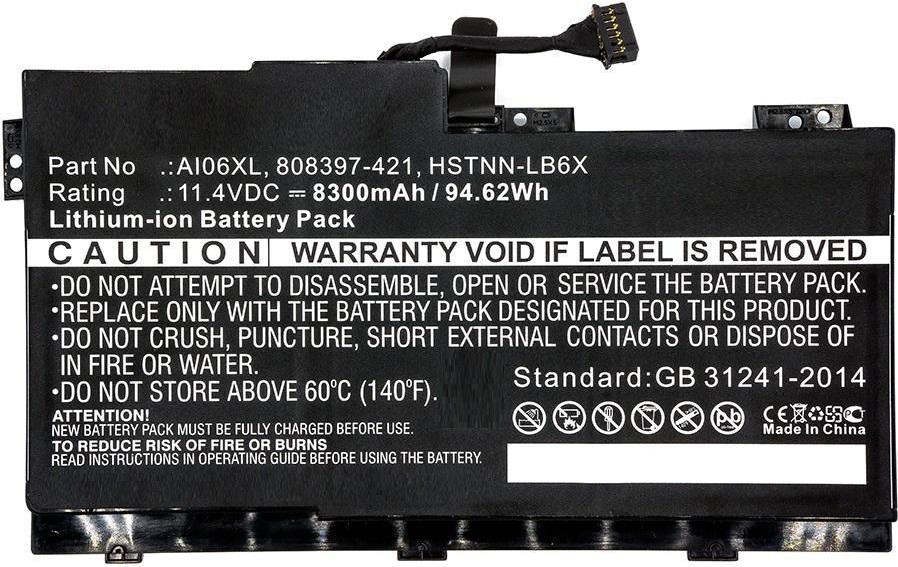 Part No .:AI06XL, 808397-421, HSTNN-LB6X
Rating .:11.4VDC ⎓ 8300mAh / 94.62Wh
Lithium-ion Battery Pack
CAUTION WARRANTY VOID IF LABEL IS REMOVED
•DO NOT ATTEMPT TO DISASSEMBLE, OPEN OR SERVICE THE BATTERY PACK.
•REPLACE ONLY WITH THE BATTERY PACK DESIGNATED FOR THIS PRODUCT.
•DO NOT CRUSH, PUNCTURE, SHORT EXTERNAL CONTACTS OR DISPOSE OF
IN FIRE OR WATER.
•DO NOT STORE ABOVE 60ºC (140ºF).
Standard:GB 31241-2014
ATTENTION:
NEW BATTERY PACK MUST BE FULLY CHARGED BEFORE USE.
TO REDUCE RISK OF FIRE OR BURNS
READ INSTRUCTIONS IN OPERATING GUIDE BEFORE USING THE BATTERY.
Pb
CE
Made In China